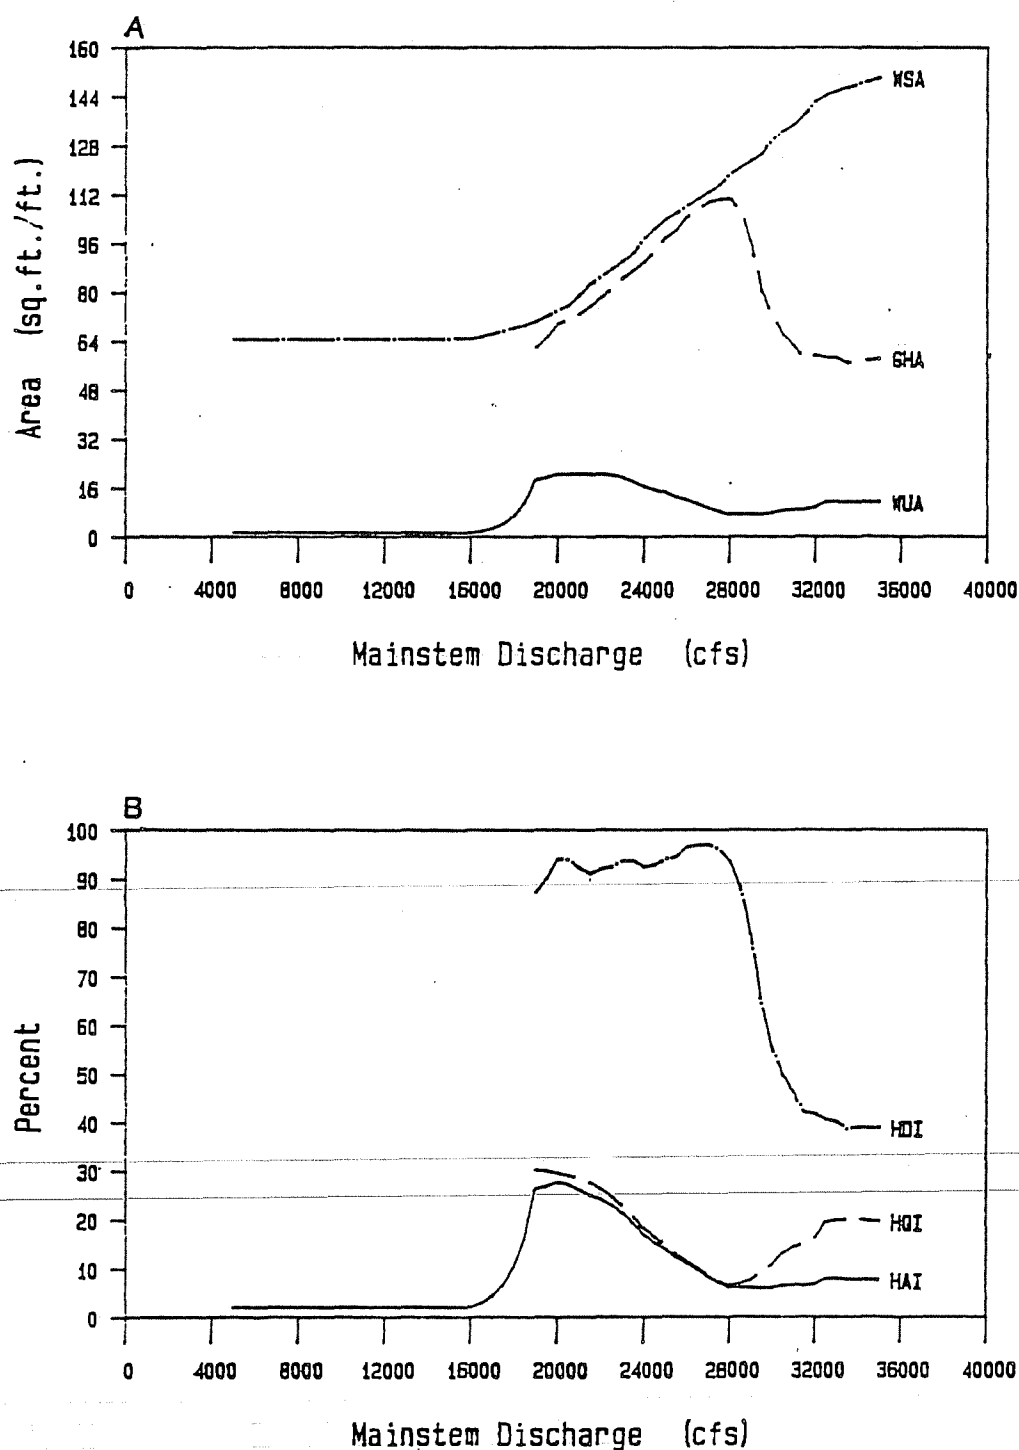 A
160
144
128
112
96
80
64
48
32
16
0
Area (sq.ft./ft.)
WSA
GHA
WUA
0 4000 8000 12000 16000 20000 24000 28000 32000 36000 40000
Mainstem Discharge (cfs)
B
100
90
80
70
60
50
40
30
20
10
0
Percent
HDI
HQI
HAI
0 4000 8000 12000 16000 20000 24000 28000 32000 36000 40000
Mainstem Discharge (cfs)